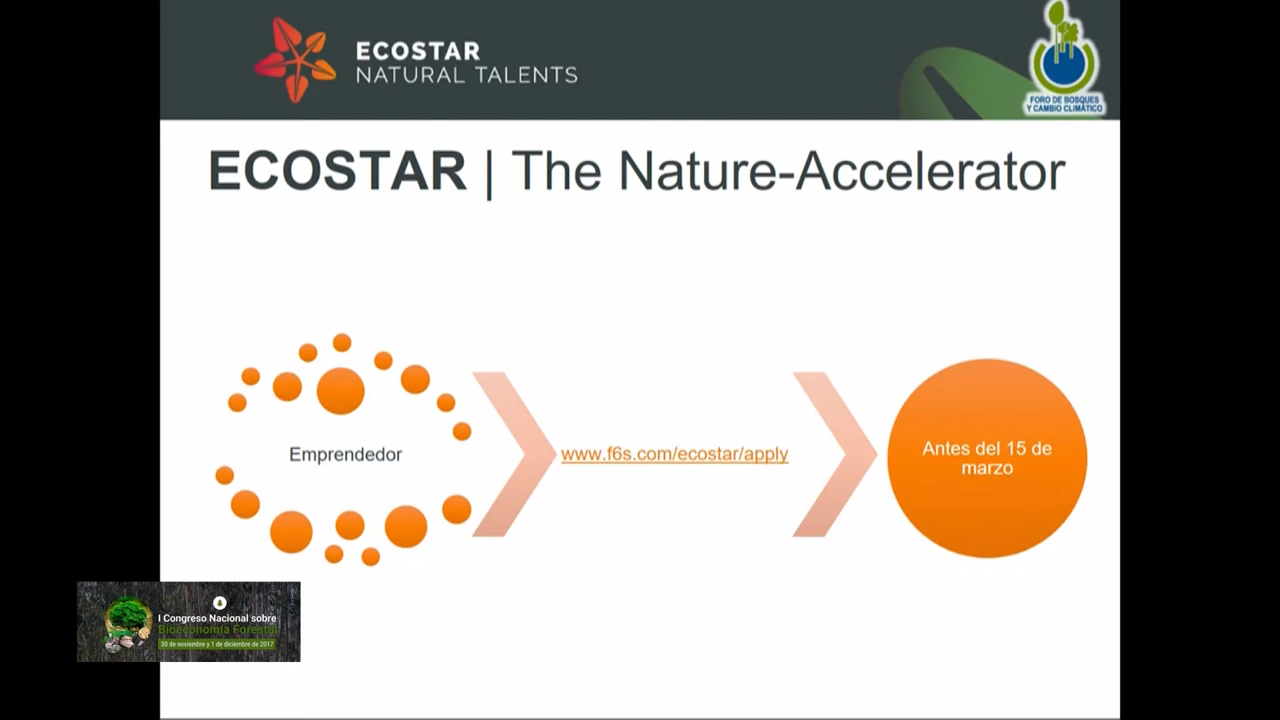 ECOSTAR
NATURAL TALENTS
FORO DE BOSQUES
Y CAMBIO CLIMÁTICO
ECOSTAR | The Nature-Accelerator
Emprendedor
www.f6s.com/ecostar/apply
Antes del 15 de
marzo
I Congreso Nacional sobre
Bioeconomía Forestal
30 de noviembre y 1 de diciembre de 2017